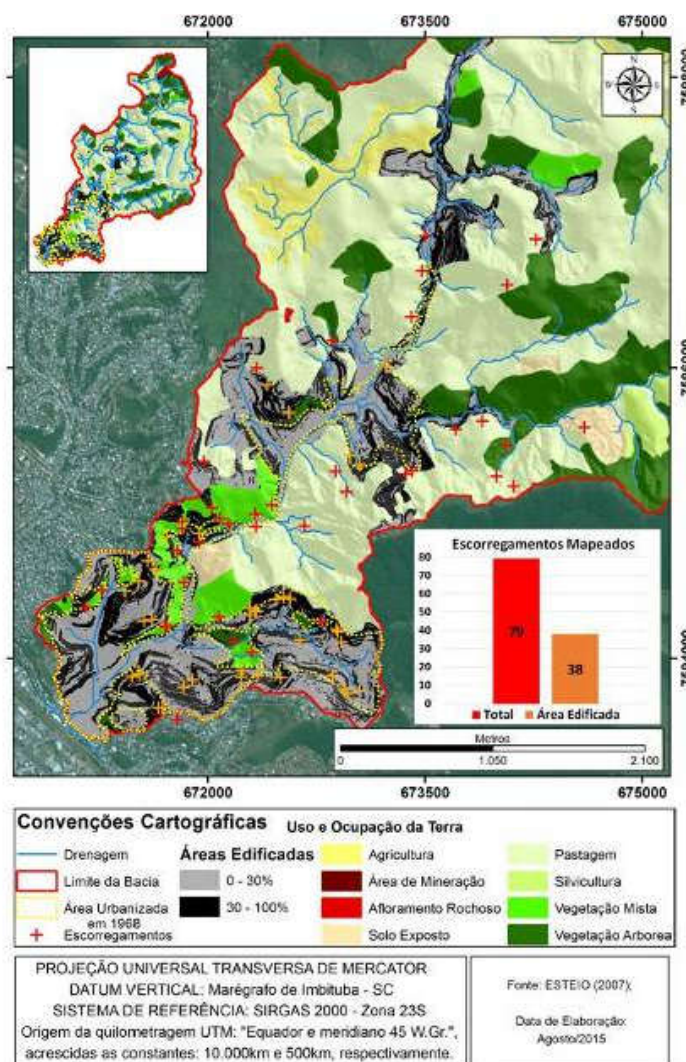 672000 673500 675000
7598000
7596000
7594000
N
Escorregamentos Mapeados
80
70
60
50
40
30
20
10
0
79
38
Total Área Edificada
Metros
0 1.050 2.100
672000 673500 675000
Convenções Cartográficas Uso e Ocupação da Terra
Drenagem
Limite da Bacia
Área Urbanizada
em 1968
Escorregamentos
Áreas Edificadas
0 - 30%
30 - 100%
Agricultura
Área de Mineração
Afloramento Rochoso
Solo Exposto
Pastagem
Silvicultura
Vegetação Mista
Vegetação Arborea
PROJEÇÃO UNIVERSAL TRANSVERSA DE MERCATOR
DATUM VERTICAL: Marégrafo de Imbituba - SC
SISTEMA DE REFERÊNCIA: SIRGAS 2000 - Zona 23S
Origem da quilometragem UTM: "Equador e meridiano 45 W.Gr.",
acrescidas as constantes: 10.000km e 500km, respectivamente.
Fonte: ESTEIO (2007);
Data de Elaboração:
Agosto/2015